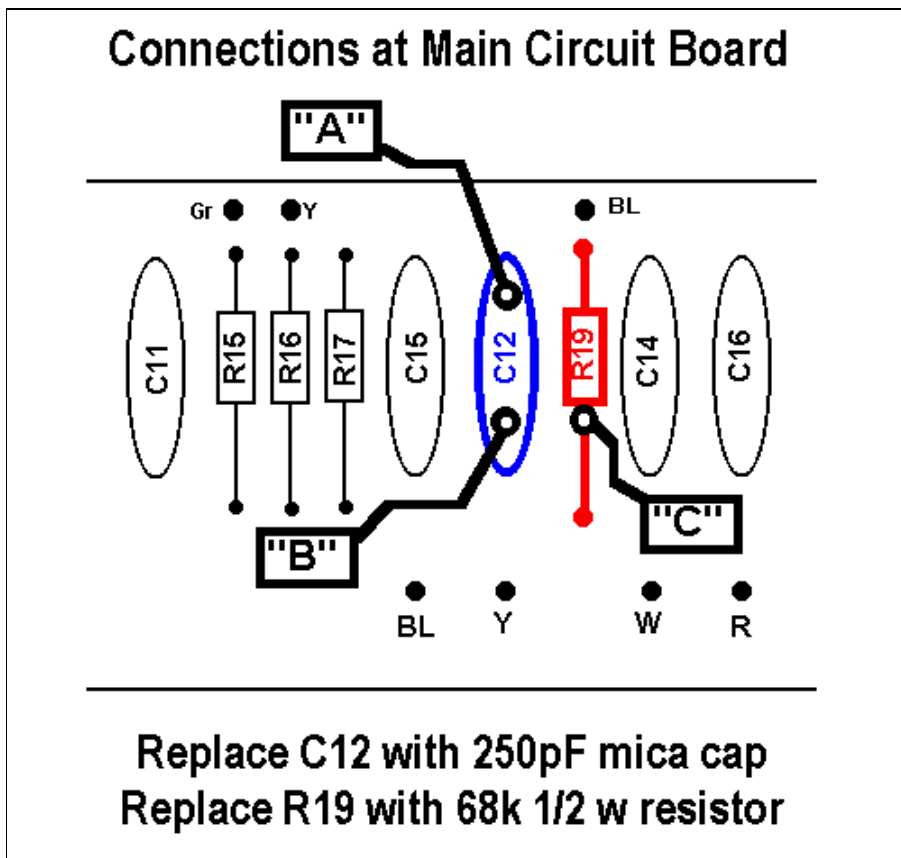 Connections at Main Circuit Board
"A"
Gr Y BL
C11 R15 R16 R17 C15 C12 R19 C14 C16
"B" "C"
BL Y W R
Replace C12 with 250pF mica cap
Replace R19 with 68k 1/2 w resistor